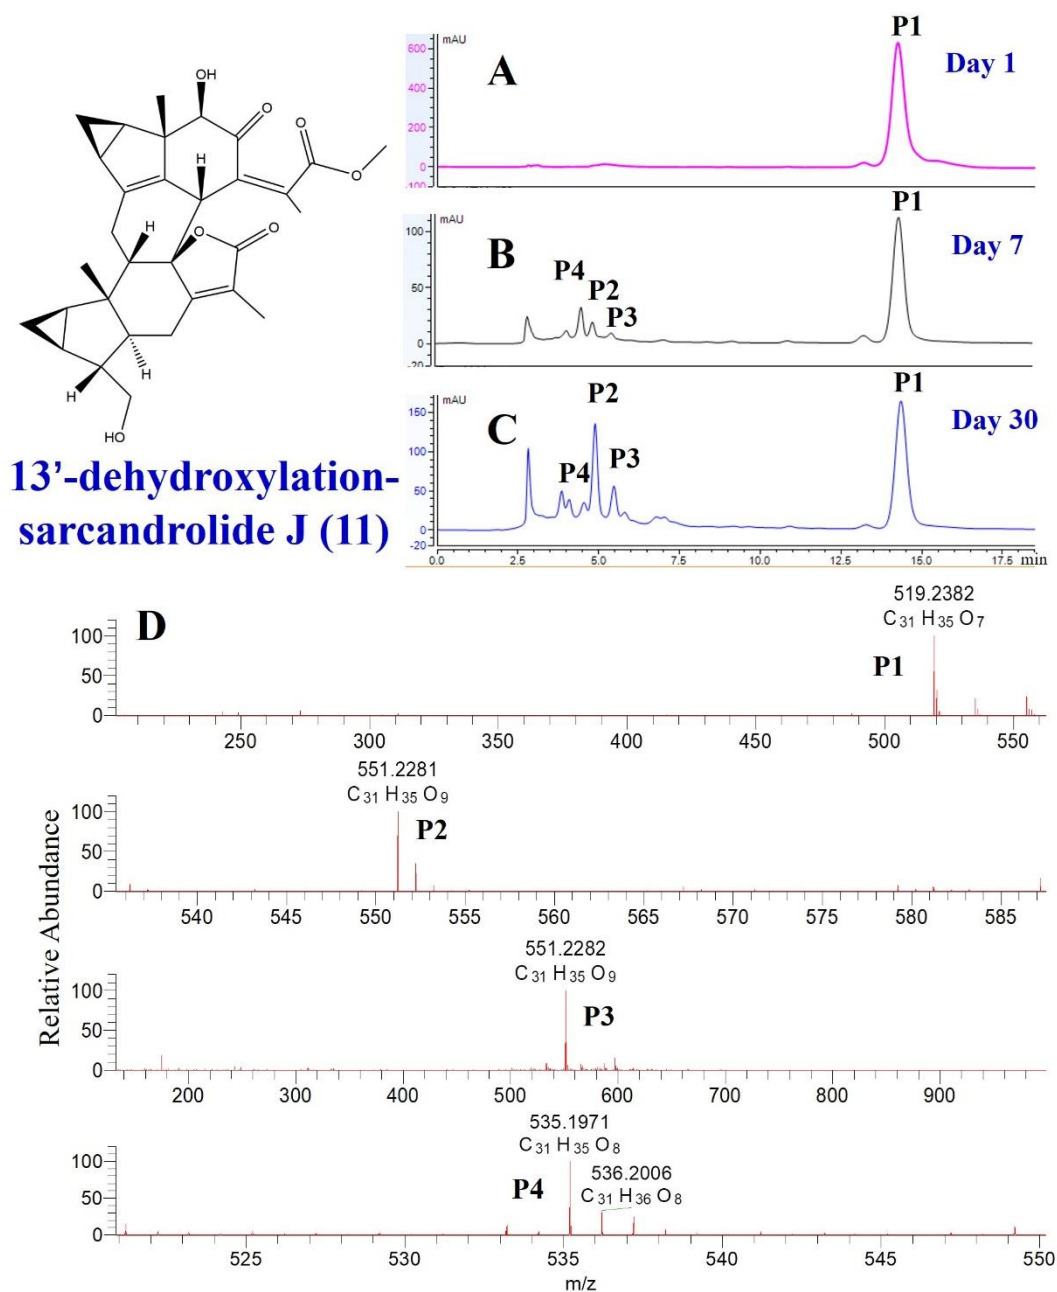 OH
O
O
O
H
H
O
O
H
H
HO
13’-dehydroxylation-
sarcandrolide J (11)
mAU
A
P1
Day 1
600
400
200
0
-100
mAU
B
P4
P2
P3
P1
Day 7
100
50
0
-20
mAU
C
P4
P2
P3
P1
Day 30
150
100
50
0
-20
0.0 2.5 5.0 7.5 10.0 12.5 15.0 17.5 min
D
519.2382
C31 H35 O7
P1
100
50
0
250 300 350 400 450 500 550
551.2281
C31 H35 O9
P2
100
50
0
540 545 550 555 560 565 570 575 580 585
Relative Abundance
551.2282
C31 H35 O9
P3
100
50
0
200 300 400 500 600 700 800 900
535.1971
C31 H35 O8
P4
536.2006
C31 H36 O8
100
50
0
525 530 535 540 545 550
m/z